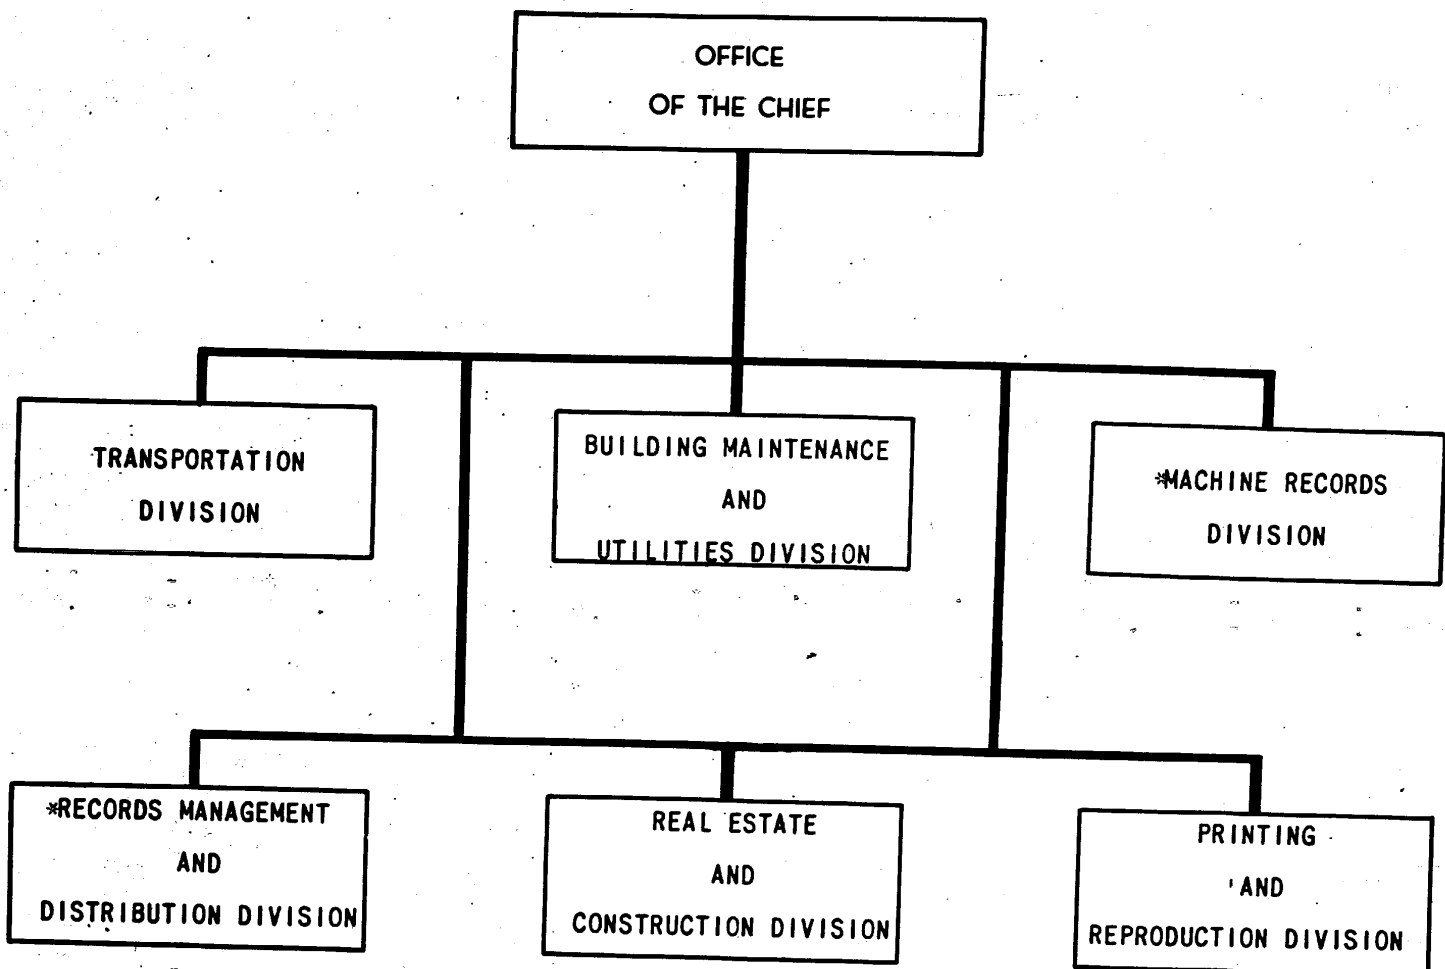 OFFICE
OF THE CHIEF
TRANSPORTATION
DIVISION
BUILDING MAINTENANCE
AND
UTILITIES DIVISION
*MACHINE RECORDS
DIVISION
*RECORDS MANAGEMENT
AND
DISTRIBUTION DIVISION
REAL ESTATE
AND
CONSTRUCTION DIVISION
PRINTING
AND
REPRODUCTION DIVISION